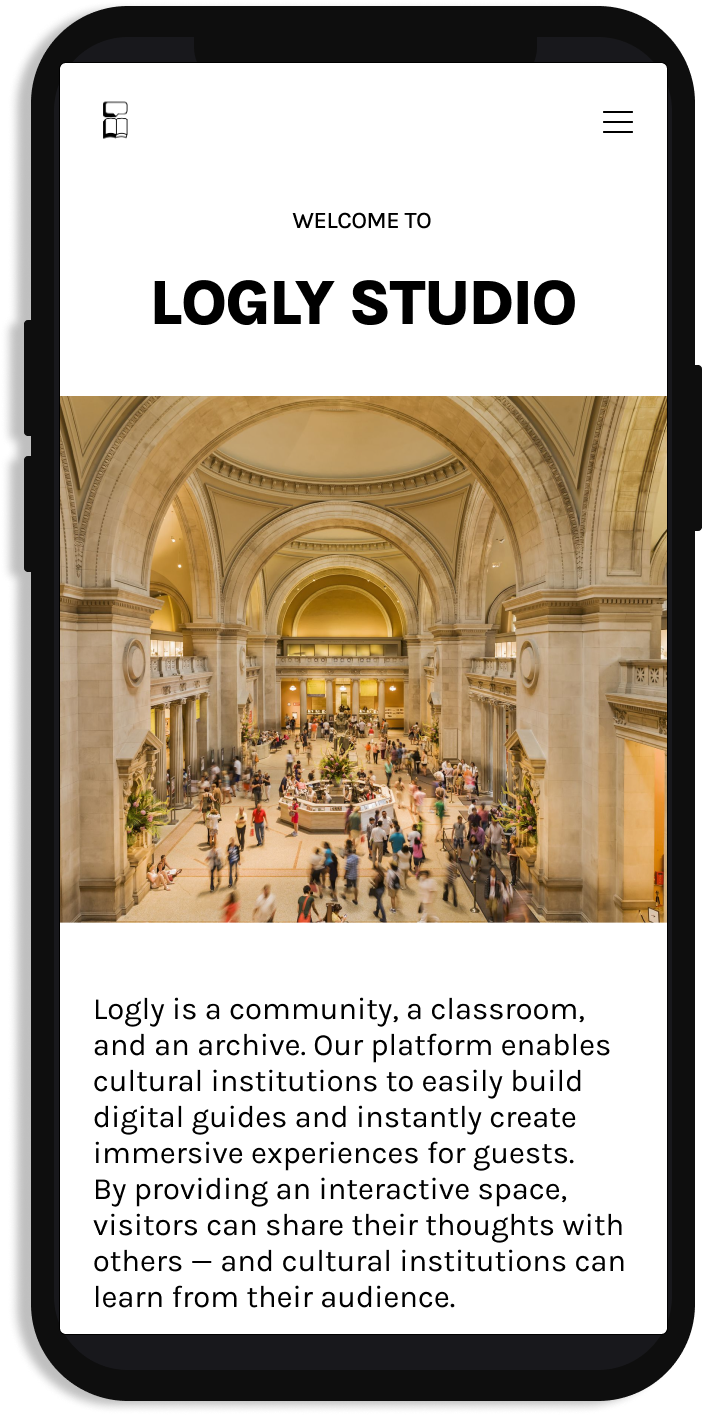 WELCOME TO
LOGLY STUDIO
Logly is a community, a classroom,
and an archive. Our platform enables
cultural institutions to easily build
digital guides and instantly create
immersive experiences for guests.
By providing an interactive space,
visitors can share their thoughts with
others — and cultural institutions can
learn from their audience.